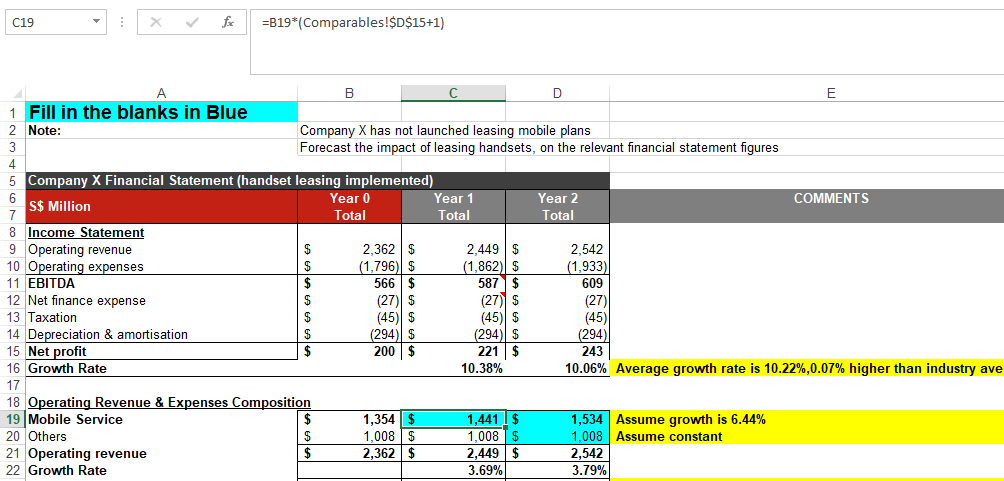 C19 fx =B19*(Comparables!$D$15+1)
A B C D E
1 Fill in the blanks in Blue
2 Note: Company X has not launched leasing mobile plans
3 Forecast the impact of leasing handsets, on the relevant financial statement figures
4
5 Company X Financial Statement (handset leasing implemented)
6 S$ Million Year 0 Year 1 Year 2 COMMENTS
7 Total Total Total
8 Income Statement
9 Operating revenue $ 2,362 $ 2,449 $ 2,542
10 Operating expenses $ (1,796) $ (1,862) $ (1,933)
11 EBITDA $ 566 $ 587 $ 609
12 Net finance expense $ (27) $ (27) $ (27)
13 Taxation $ (45) $ (45) $ (45)
14 Depreciation & amortisation $ (294) $ (294) $ (294)
15 Net profit $ 200 $ 221 $ 243
16 Growth Rate 10.38% 10.06% Average growth rate is 10.22%,0.07% higher than industry ave
17
18 Operating Revenue & Expenses Composition
19 Mobile Service $ 1,354 $ 1,441 $ 1,534 Assume growth is 6.44%
20 Others $ 1,008 $ 1,008 $ 1,008 Assume constant
21 Operating revenue $ 2,362 $ 2,449 $ 2,542
22 Growth Rate 3.69% 3.79%